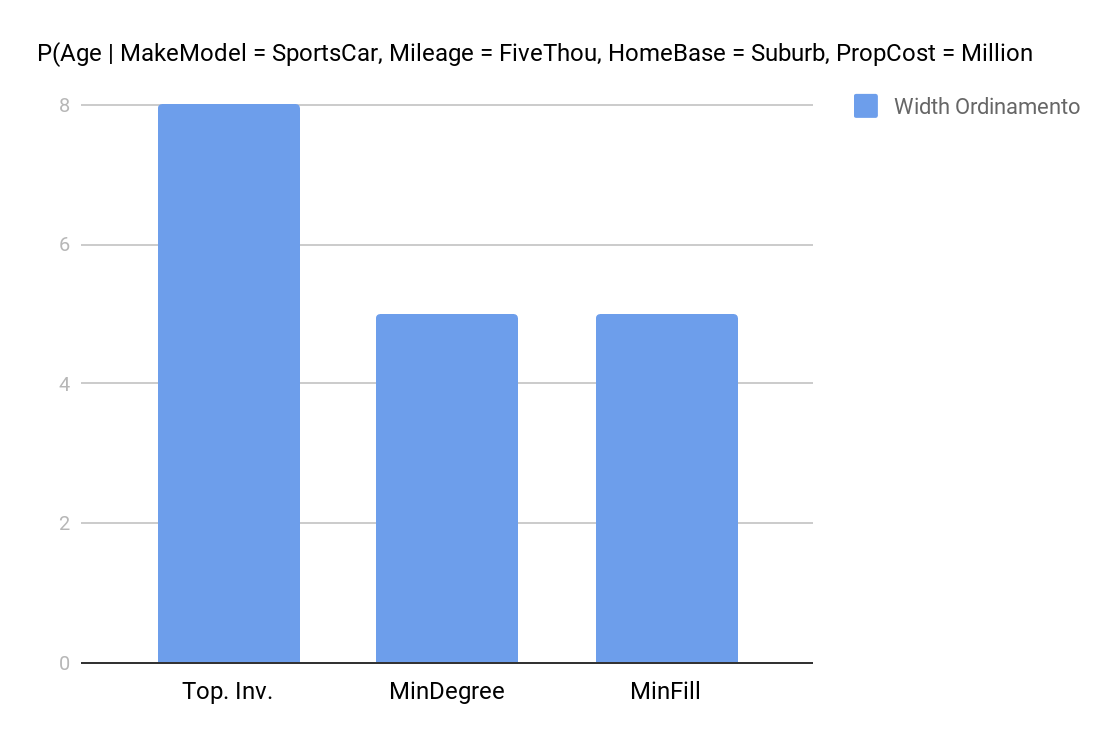 P(Age | MakeModel = SportsCar, Mileage = FiveThou, HomeBase = Suburb, PropCost = Million
Width Ordinamento
8
6
4
2
0
Top. Inv.
MinDegree
MinFill